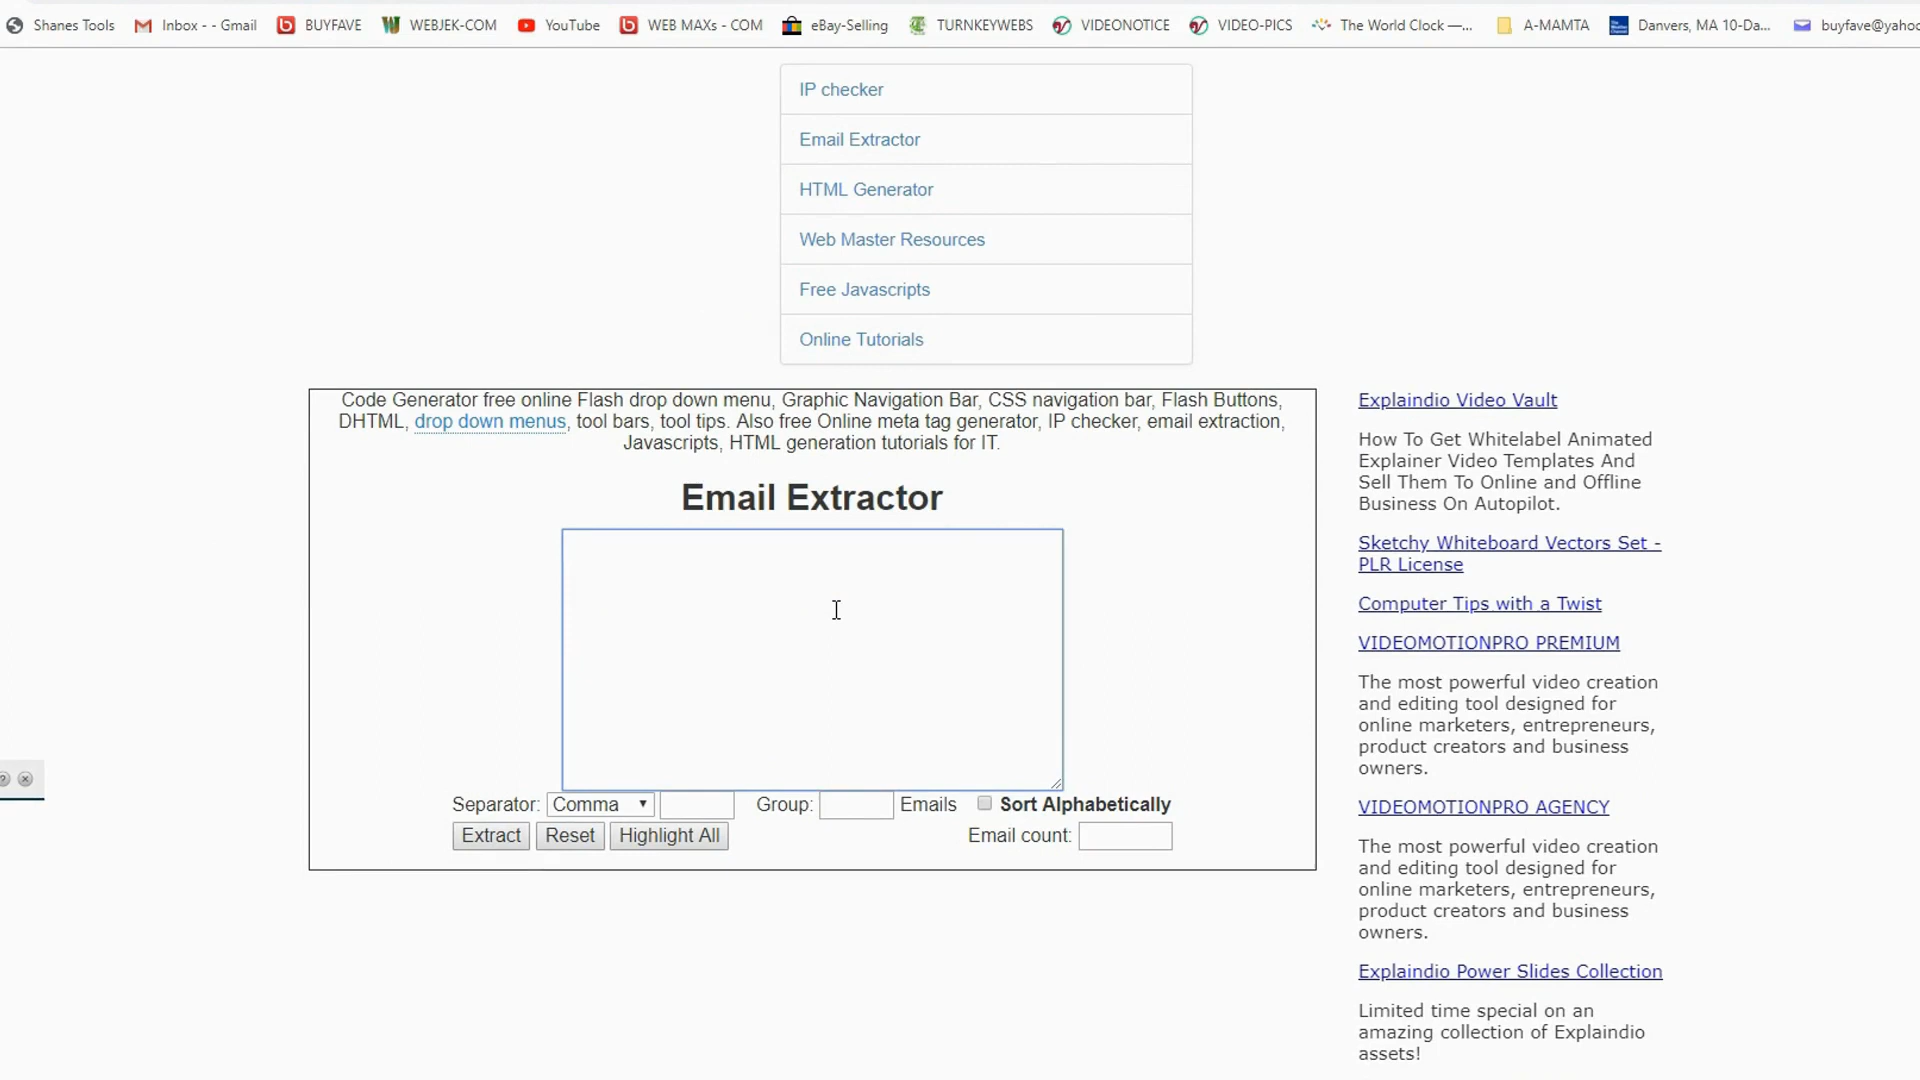 Shanes Tools Inbox - - Gmail BUYFAVE WEBJEK-COM YouTube WEB MAXs - COM eBay-Selling TURNKEYWEBS VIDEONOTICE VIDEO-PICS The World Clock —... A-MAMTA Danvers, MA 10-Da... buyfave@yahoo
IP checker
Email Extractor
HTML Generator
Web Master Resources
Free Javascripts
Online Tutorials
Code Generator free online Flash drop down menu, Graphic Navigation Bar, CSS navigation bar, Flash Buttons,
DHTML, drop down menus, tool bars, tool tips. Also free Online meta tag generator, IP checker, email extraction,
Javascripts, HTML generation tutorials for IT.
Email Extractor
Separator: Comma Group: Emails Sort Alphabetically
Extract Reset Highlight All Email count:
Explaindio Video Vault
How To Get Whitelabel Animated
Explainer Video Templates And
Sell Them To Online and Offline
Business On Autopilot.
Sketchy Whiteboard Vectors Set -
PLR License
Computer Tips with a Twist
VIDEOMOTIONPRO PREMIUM
The most powerful video creation
and editing tool designed for
online marketers, entrepreneurs,
product creators and business
owners.
VIDEOMOTIONPRO AGENCY
The most powerful video creation
and editing tool designed for
online marketers, entrepreneurs,
product creators and business
owners.
Explaindio Power Slides Collection
Limited time special on an
amazing collection of Explaindio
assets!